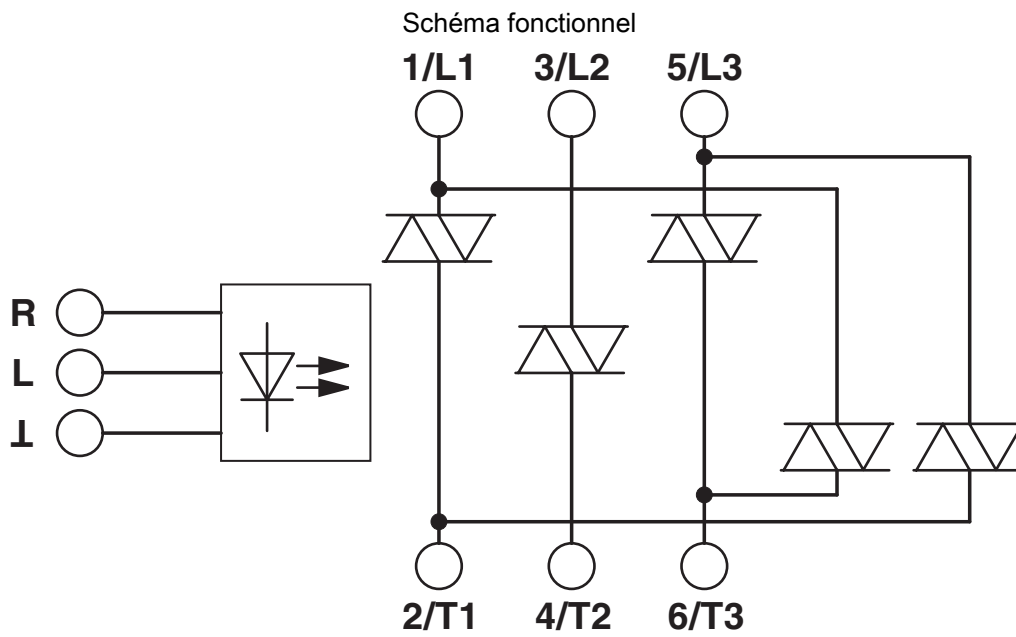 Schéma fonctionnel
1/L1 3/L2 5/L3
R
L
⊥
2/T1 4/T2 6/T3